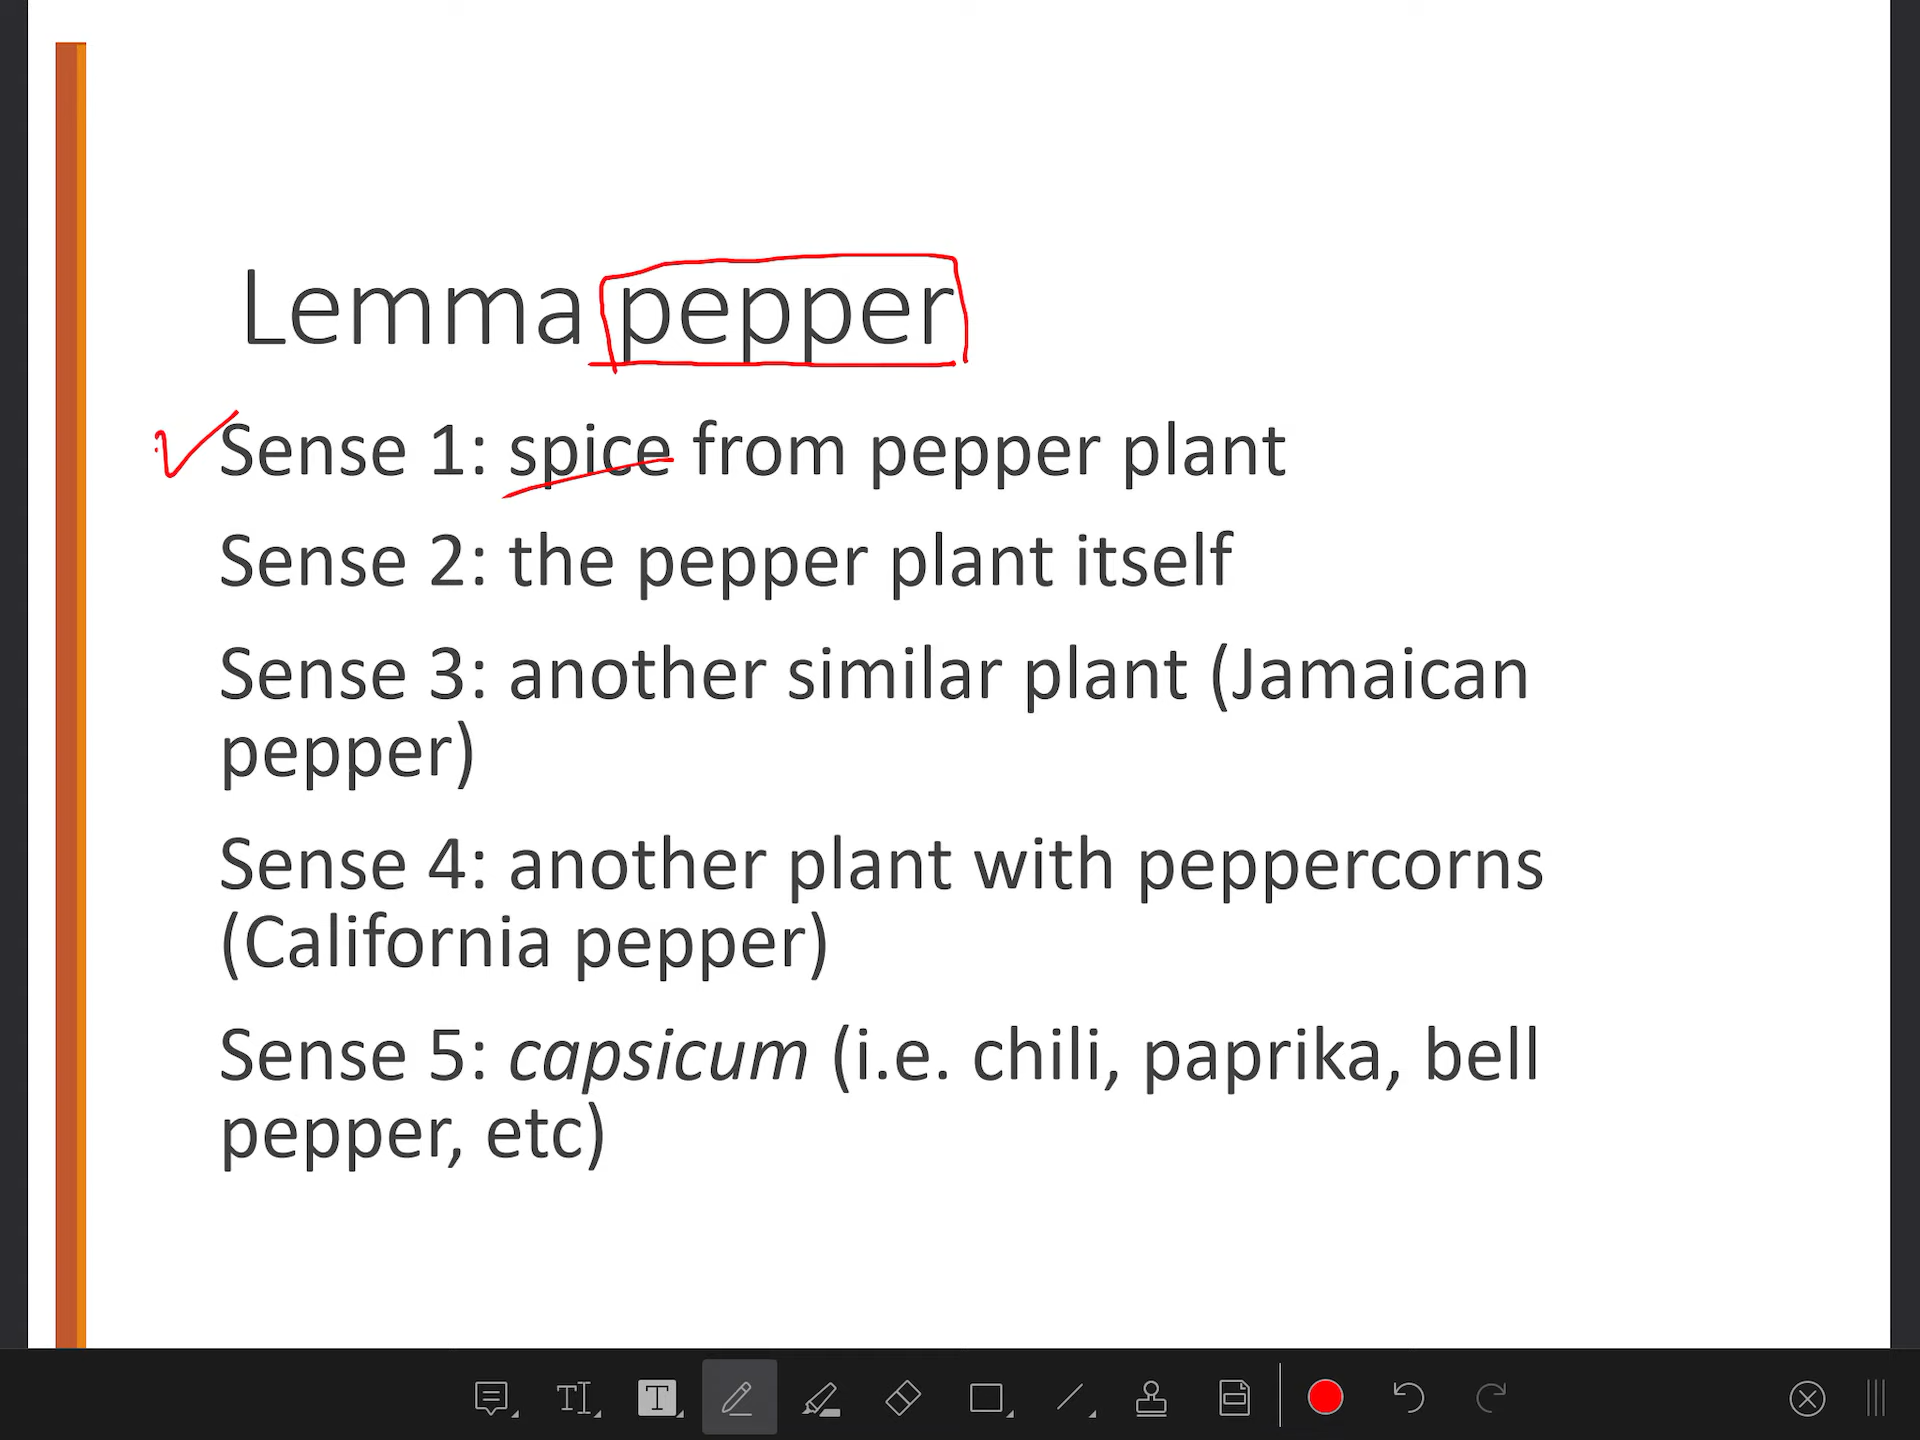 Lemma pepper
Sense 1: spice from pepper plant
Sense 2: the pepper plant itself
Sense 3: another similar plant (Jamaican
pepper)
Sense 4: another plant with peppercorns
(California pepper)
Sense 5: capsicum (i.e. chili, paprika, bell
pepper, etc)